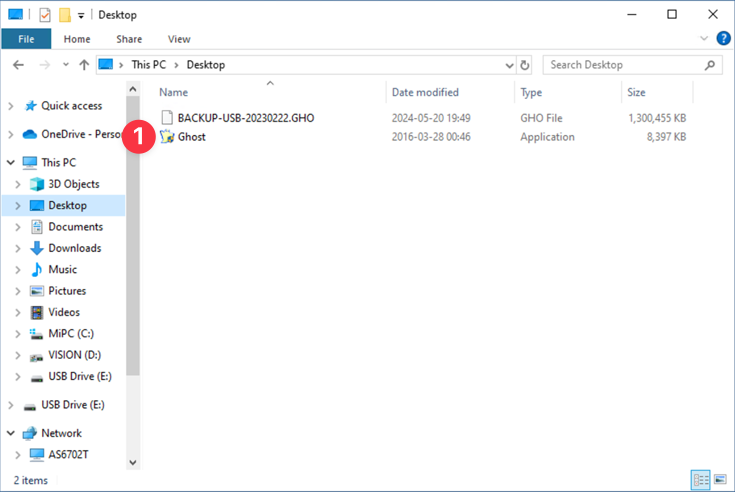 Desktop
File Home Share View
This PC Desktop Search Desktop
Name Date modified Type Size
BACKUP-USB-20230222.GHO 2024-05-20 19:49 GHO File 1,300,455 KB
Ghost 2016-03-28 00:46 Application 8,397 KB
1
Quick access
OneDrive - Perso
This PC
3D Objects
Desktop
Documents
Downloads
Music
Pictures
Videos
MiPC (C:)
VISION (D:)
USB Drive (E:)
USB Drive (E:)
Network
AS6702T
2 items